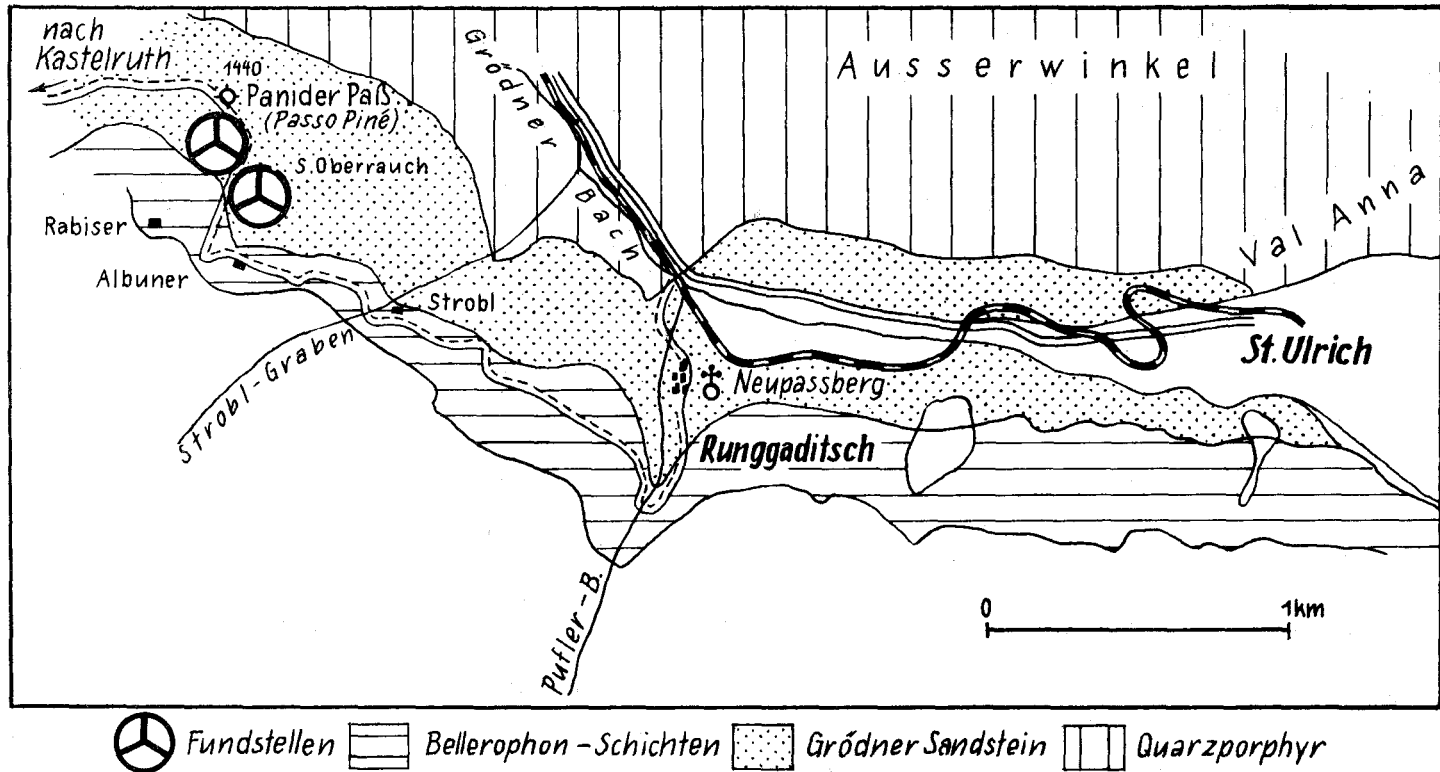 nach
Kastelruth
1440
Panider Paß
(Passo Piné)
S. Oberrauch
Rabiser
Albuner
Strobl
Strobl-Graben
Grödner
Bach
Ausserwinkel
Val Anna
St. Ulrich
Neupassberg
Runggaditsch
Pufler-B.
0 1km
Fundstellen Bellerophon-Schichten Grödner Sandstein Quarzporphyr